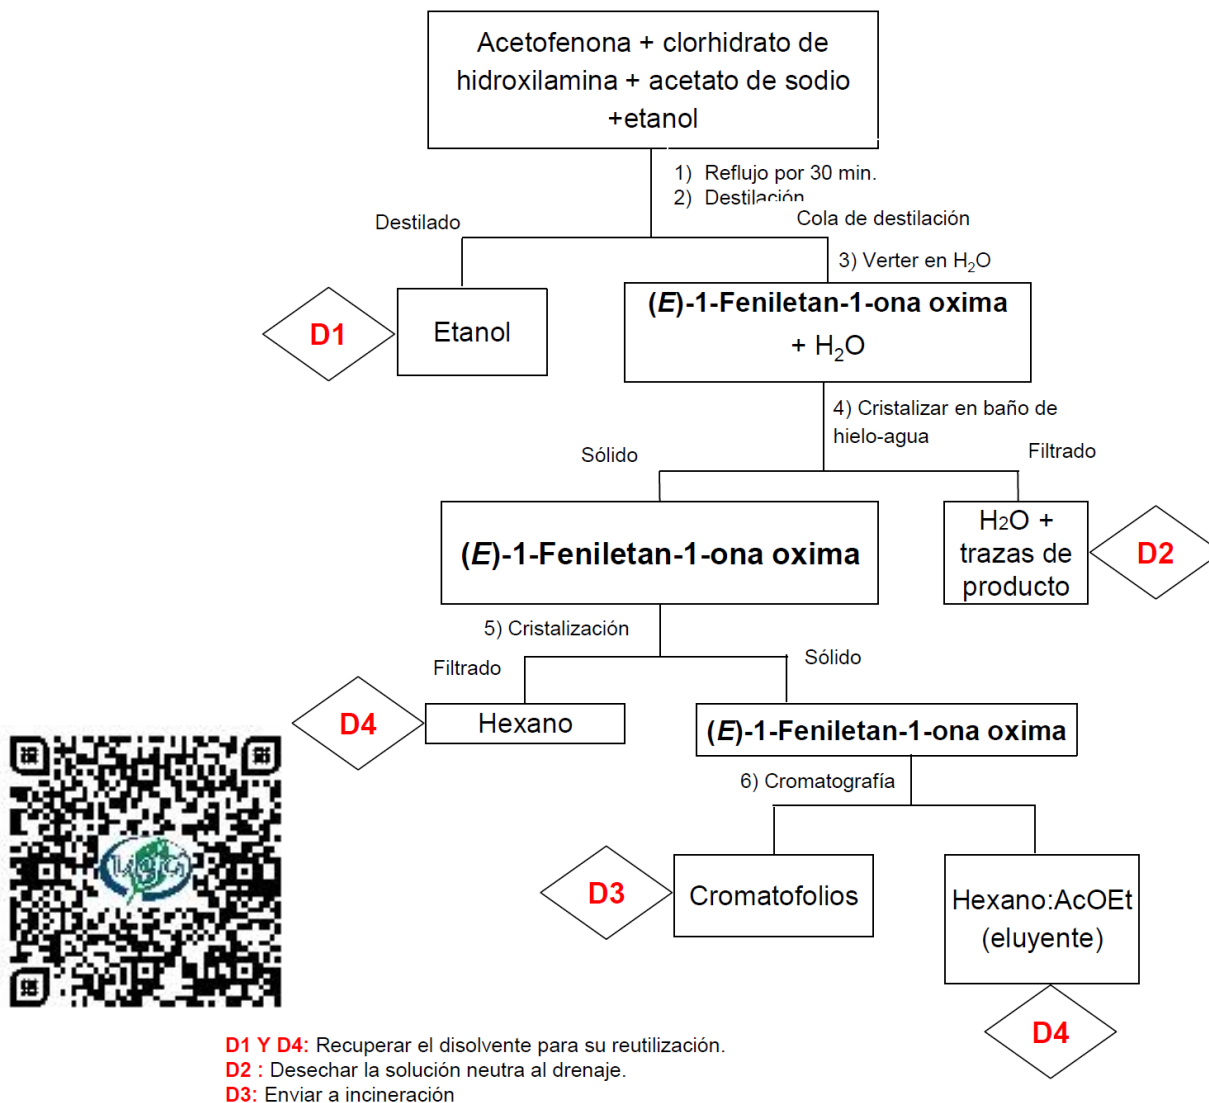 Acetofenona + clorhidrato de
hidroxilamina + acetato de sodio
+etanol
1) Reflujo por 30 min.
2) Destilación
Destilado
Cola de destilación
3) Verter en H₂O
D1
Etanol
(E)-1-Feniletan-1-ona oxima
+ H₂O
4) Cristalizar en baño de
hielo-agua
Sólido
Filtrado
(E)-1-Feniletan-1-ona oxima
H2O +
trazas de
producto
D2
5) Cristalización
Filtrado
Sólido
D4
Hexano
(E)-1-Feniletan-1-ona oxima
6) Cromatografía
D3
Cromatofolios
Hexano:AcOEt
(eluyente)
D4
D1 Y D4: Recuperar el disolvente para su reutilización.
D2 : Desechar la solución neutra al drenaje.
D3: Enviar a incineración